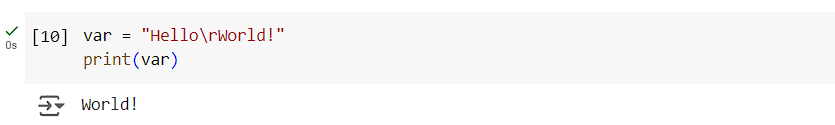 [10] var = "Hello\rWorld!"
0s
print(var)
World!